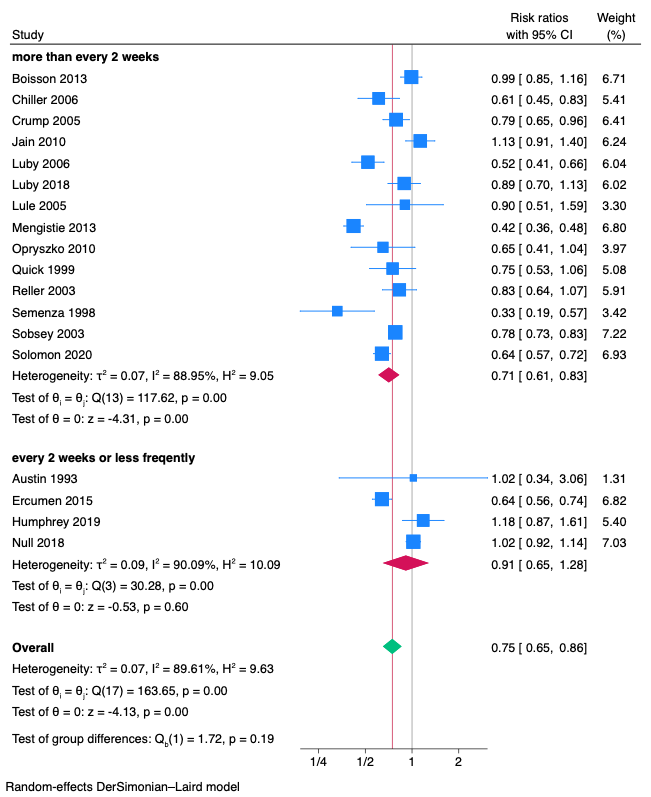 Risk ratios Weight
Study with 95% CI (%)
more than every 2 weeks
Boisson 2013 0.99 [ 0.85, 1.16] 6.71
Chiller 2006 0.61 [ 0.45, 0.83] 5.41
Crump 2005 0.79 [ 0.65, 0.96] 6.41
Jain 2010 1.13 [ 0.91, 1.40] 6.24
Luby 2006 0.52 [ 0.41, 0.66] 6.04
Luby 2018 0.89 [ 0.70, 1.13] 6.02
Lule 2005 0.90 [ 0.51, 1.59] 3.30
Mengistie 2013 0.42 [ 0.36, 0.48] 6.80
Opryszko 2010 0.65 [ 0.41, 1.04] 3.97
Quick 1999 0.75 [ 0.53, 1.06] 5.08
Reller 2003 0.83 [ 0.64, 1.07] 5.91
Semenza 1998 0.33 [ 0.19, 0.57] 3.42
Sobsey 2003 0.78 [ 0.73, 0.83] 7.22
Solomon 2020 0.64 [ 0.57, 0.72] 6.93
Heterogeneity: τ² = 0.07, I² = 88.95%, H² = 9.05 0.71 [ 0.61, 0.83]
Test of θᵢ = θⱼ: Q(13) = 117.62, p = 0.00
Test of θ = 0: z = -4.31, p = 0.00
every 2 weeks or less freqently
Austin 1993 1.02 [ 0.34, 3.06] 1.31
Ercumen 2015 0.64 [ 0.56, 0.74] 6.82
Humphrey 2019 1.18 [ 0.87, 1.61] 5.40
Null 2018 1.02 [ 0.92, 1.14] 7.03
Heterogeneity: τ² = 0.09, I² = 90.09%, H² = 10.09 0.91 [ 0.65, 1.28]
Test of θᵢ = θⱼ: Q(3) = 30.28, p = 0.00
Test of θ = 0: z = -0.53, p = 0.60
Overall 0.75 [ 0.65, 0.86]
Heterogeneity: τ² = 0.07, I² = 89.61%, H² = 9.63
Test of θᵢ = θⱼ: Q(17) = 163.65, p = 0.00
Test of θ = 0: z = -4.13, p = 0.00
Test of group differences: Q_b(1) = 1.72, p = 0.19
1/4 1/2 1 2
Random-effects DerSimonian–Laird model